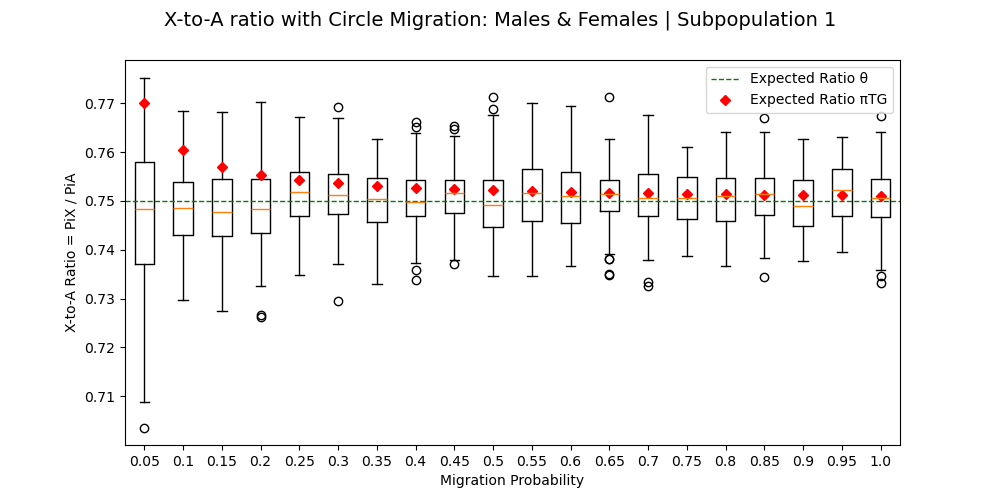 X-to-A ratio with Circle Migration: Males & Females | Subpopulation 1
Expected Ratio θ
Expected Ratio πTG
0.77
0.76
0.75
0.74
0.73
0.72
0.71
X-to-A Ratio = PiX / PiA
0.05 0.1 0.15 0.2 0.25 0.3 0.35 0.4 0.45 0.5 0.55 0.6 0.65 0.7 0.75 0.8 0.85 0.9 0.95 1.0
Migration Probability